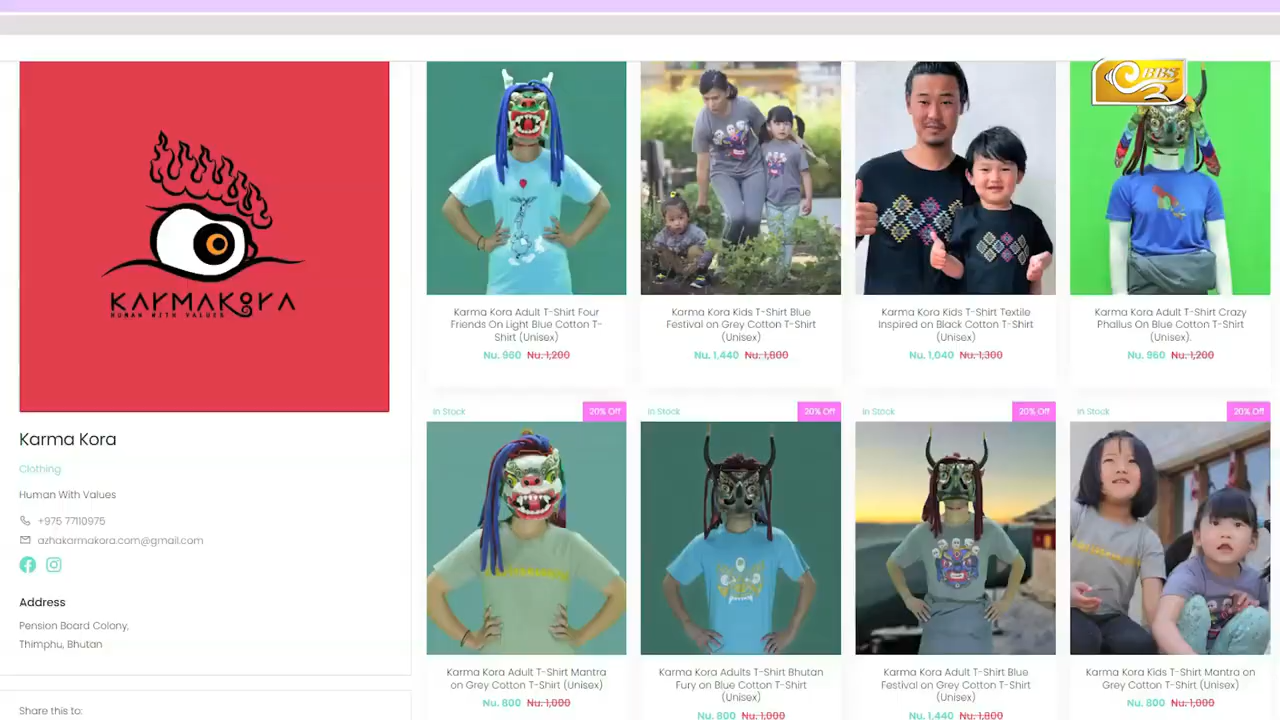 BBS
2
KARMAKORA
HUMAN WITH VALUES
Karma Kora
Clothing
Human With Values
+975 77110975
azhakarmakora.com@gmail.com
Address
Pension Board Colony,
Thimphu, Bhutan
Share this to:
Karma Kora Adult T-Shirt Four
Friends On Light Blue Cotton T-
Shirt (Unisex)
Nu. 960 Nu. 1,200
Karma Kora Kids T-Shirt Blue
Festival on Grey Cotton T-Shirt
(Unisex)
Nu. 1,440 Nu. 1,800
Karma Kora Kids T-Shirt Textile
Inspired on Black Cotton T-Shirt
(Unisex)
Nu. 1,040 Nu. 1,300
Karma Kora Adult T-Shirt Crazy
Phallus On Blue Cotton T-Shirt
(Unisex).
Nu. 960 Nu. 1,200
In Stock 20% Off
Karma Kora Adult T-Shirt Mantra
on Grey Cotton T-Shirt (Unisex)
Nu. 800 Nu. 1,000
In Stock 20% Off
Karma Kora Adults T-Shirt Bhutan
Fury on Blue Cotton T-Shirt
(Unisex)
Nu. 800 Nu. 1,000
In Stock 20% Off
Karma Kora Adult T-Shirt Blue
Festival on Grey Cotton T-Shirt
(Unisex)
Nu. 1,440 Nu. 1,800
In Stock 20% Off
Karma Kora Kids T-Shirt Mantra on
Grey Cotton T-Shirt (Unisex)
Nu. 800 Nu. 1,000